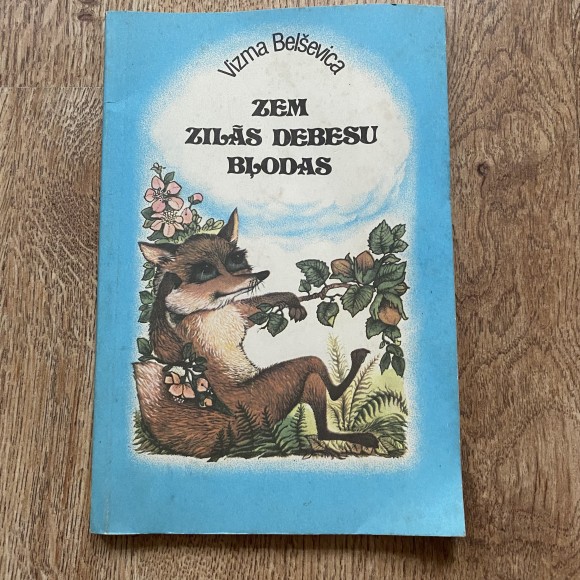 Vizma Belševica
ZEM
ZILĀS DEBESU
BĻODAS